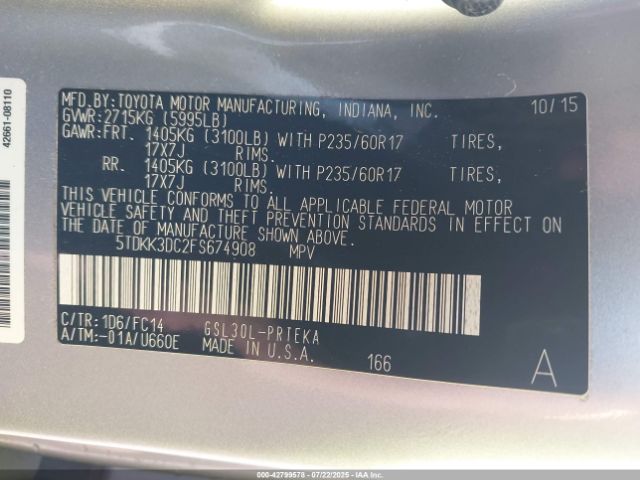 MFD.BY:TOYOTA MOTOR MANUFACTURING, INDIANA, INC. 10/15
GVWR:2715KG (5995LB)
GAWR:FRT. 1405KG (3100LB) WITH P235/60R17 TIRES,
17X7J RIMS.
RR. 1405KG (3100LB) WITH P235/60R17 TIRES,
17X7J RIMS.
THIS VEHICLE CONFORMS TO ALL APPLICABLE FEDERAL MOTOR
VEHICLE SAFETY AND THEFT PREVENTION STANDARDS IN EFFECT ON
THE DATE OF MANUFACTURE SHOWN ABOVE.
5TDKK3DC2FS674908 MPV
C/TR:1D6/FC14 GSL30L-PRTEKA
A/TM:-01A/U660E MADE IN U.S.A.
166
A
42661-08110
000-42799578 - 07/22/2025 - IAAI.COM